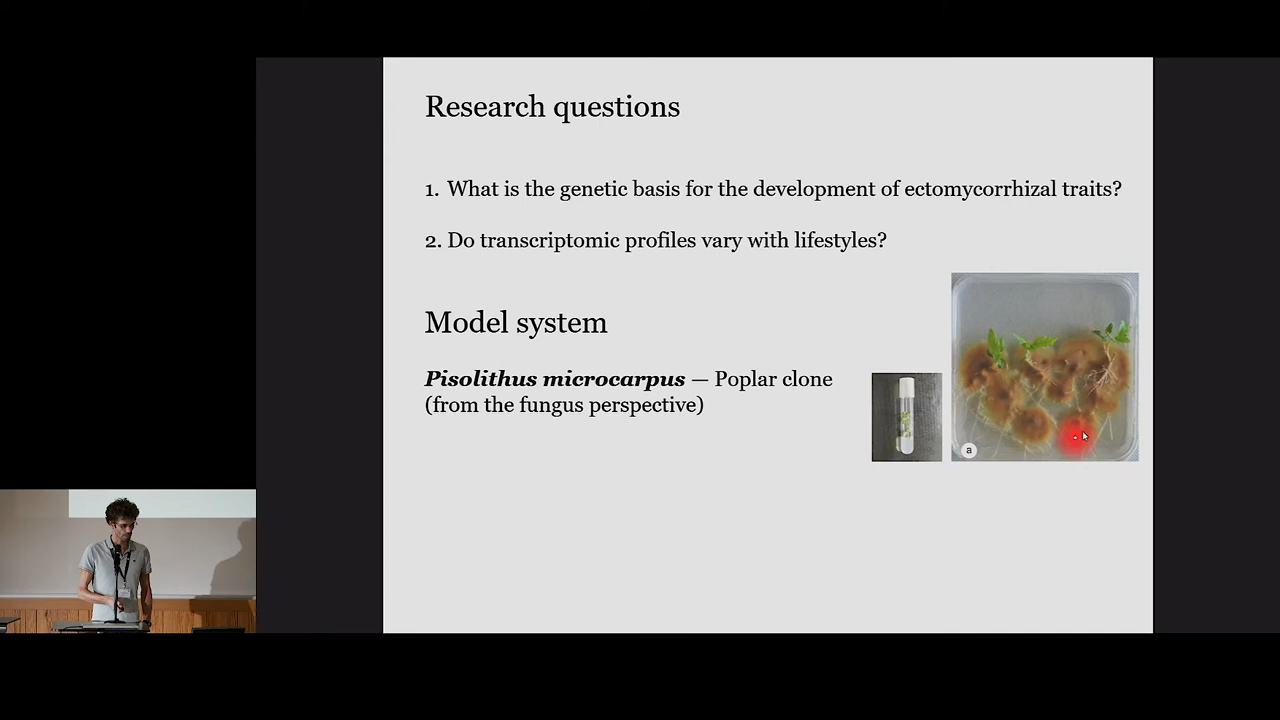 Research questions
1. What is the genetic basis for the development of ectomycorrhizal traits?
2. Do transcriptomic profiles vary with lifestyles?
Model system
Pisolithus microcarpus — Poplar clone
(from the fungus perspective)
a